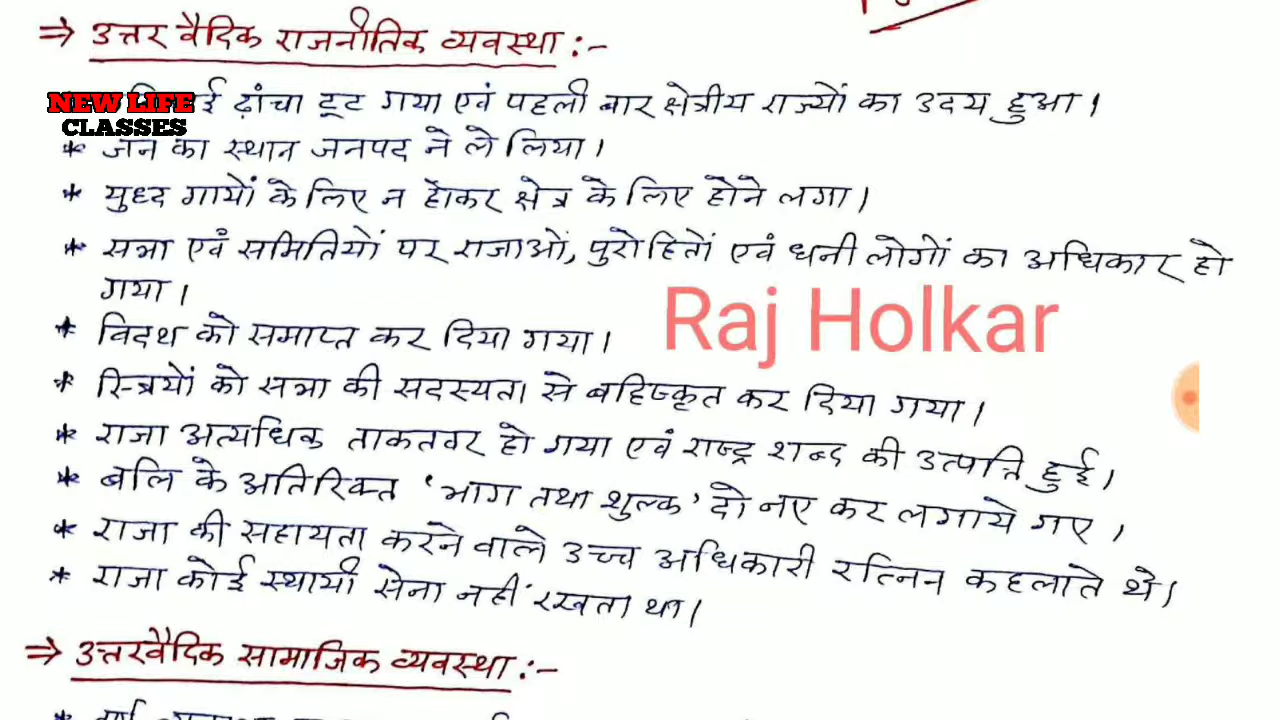 ⇒ उत्तर वैदिक राजनीतिक व्यवस्था :-
NEW LIFE
CLASSES
ढ़ांचा टूट गया एवं पहली बार क्षेत्रीय राज्यों का उदय हुआ।
* जन का स्थान जनपद ने ले लिया।
* युध्द गायों के लिए न होकर क्षेत्र के लिए होने लगा।
* सभा एवं समितियों पर राजाओं, पुरोहितों एवं धनी लोगों का अधिकार हो
गया।
Raj Holkar
* विदथ को समाप्त कर दिया गया।
* स्त्रियों को सभा की सदस्यता से बहिष्कृत कर दिया गया।
* राजा अत्यधिक ताकतवर हो गया एवं राष्ट्र शब्द की उत्पत्ति हुई।
* बलि के अतिरिक्त 'भाग तथा शुल्क' दो नए कर लगाये गए।
* राजा की सहायता करने वाले उच्च अधिकारी रत्निन कहलाते थे।
* राजा कोई स्थायी सेना नहीं रखता था।
⇒ उत्तरवैदिक सामाजिक व्यवस्था :-